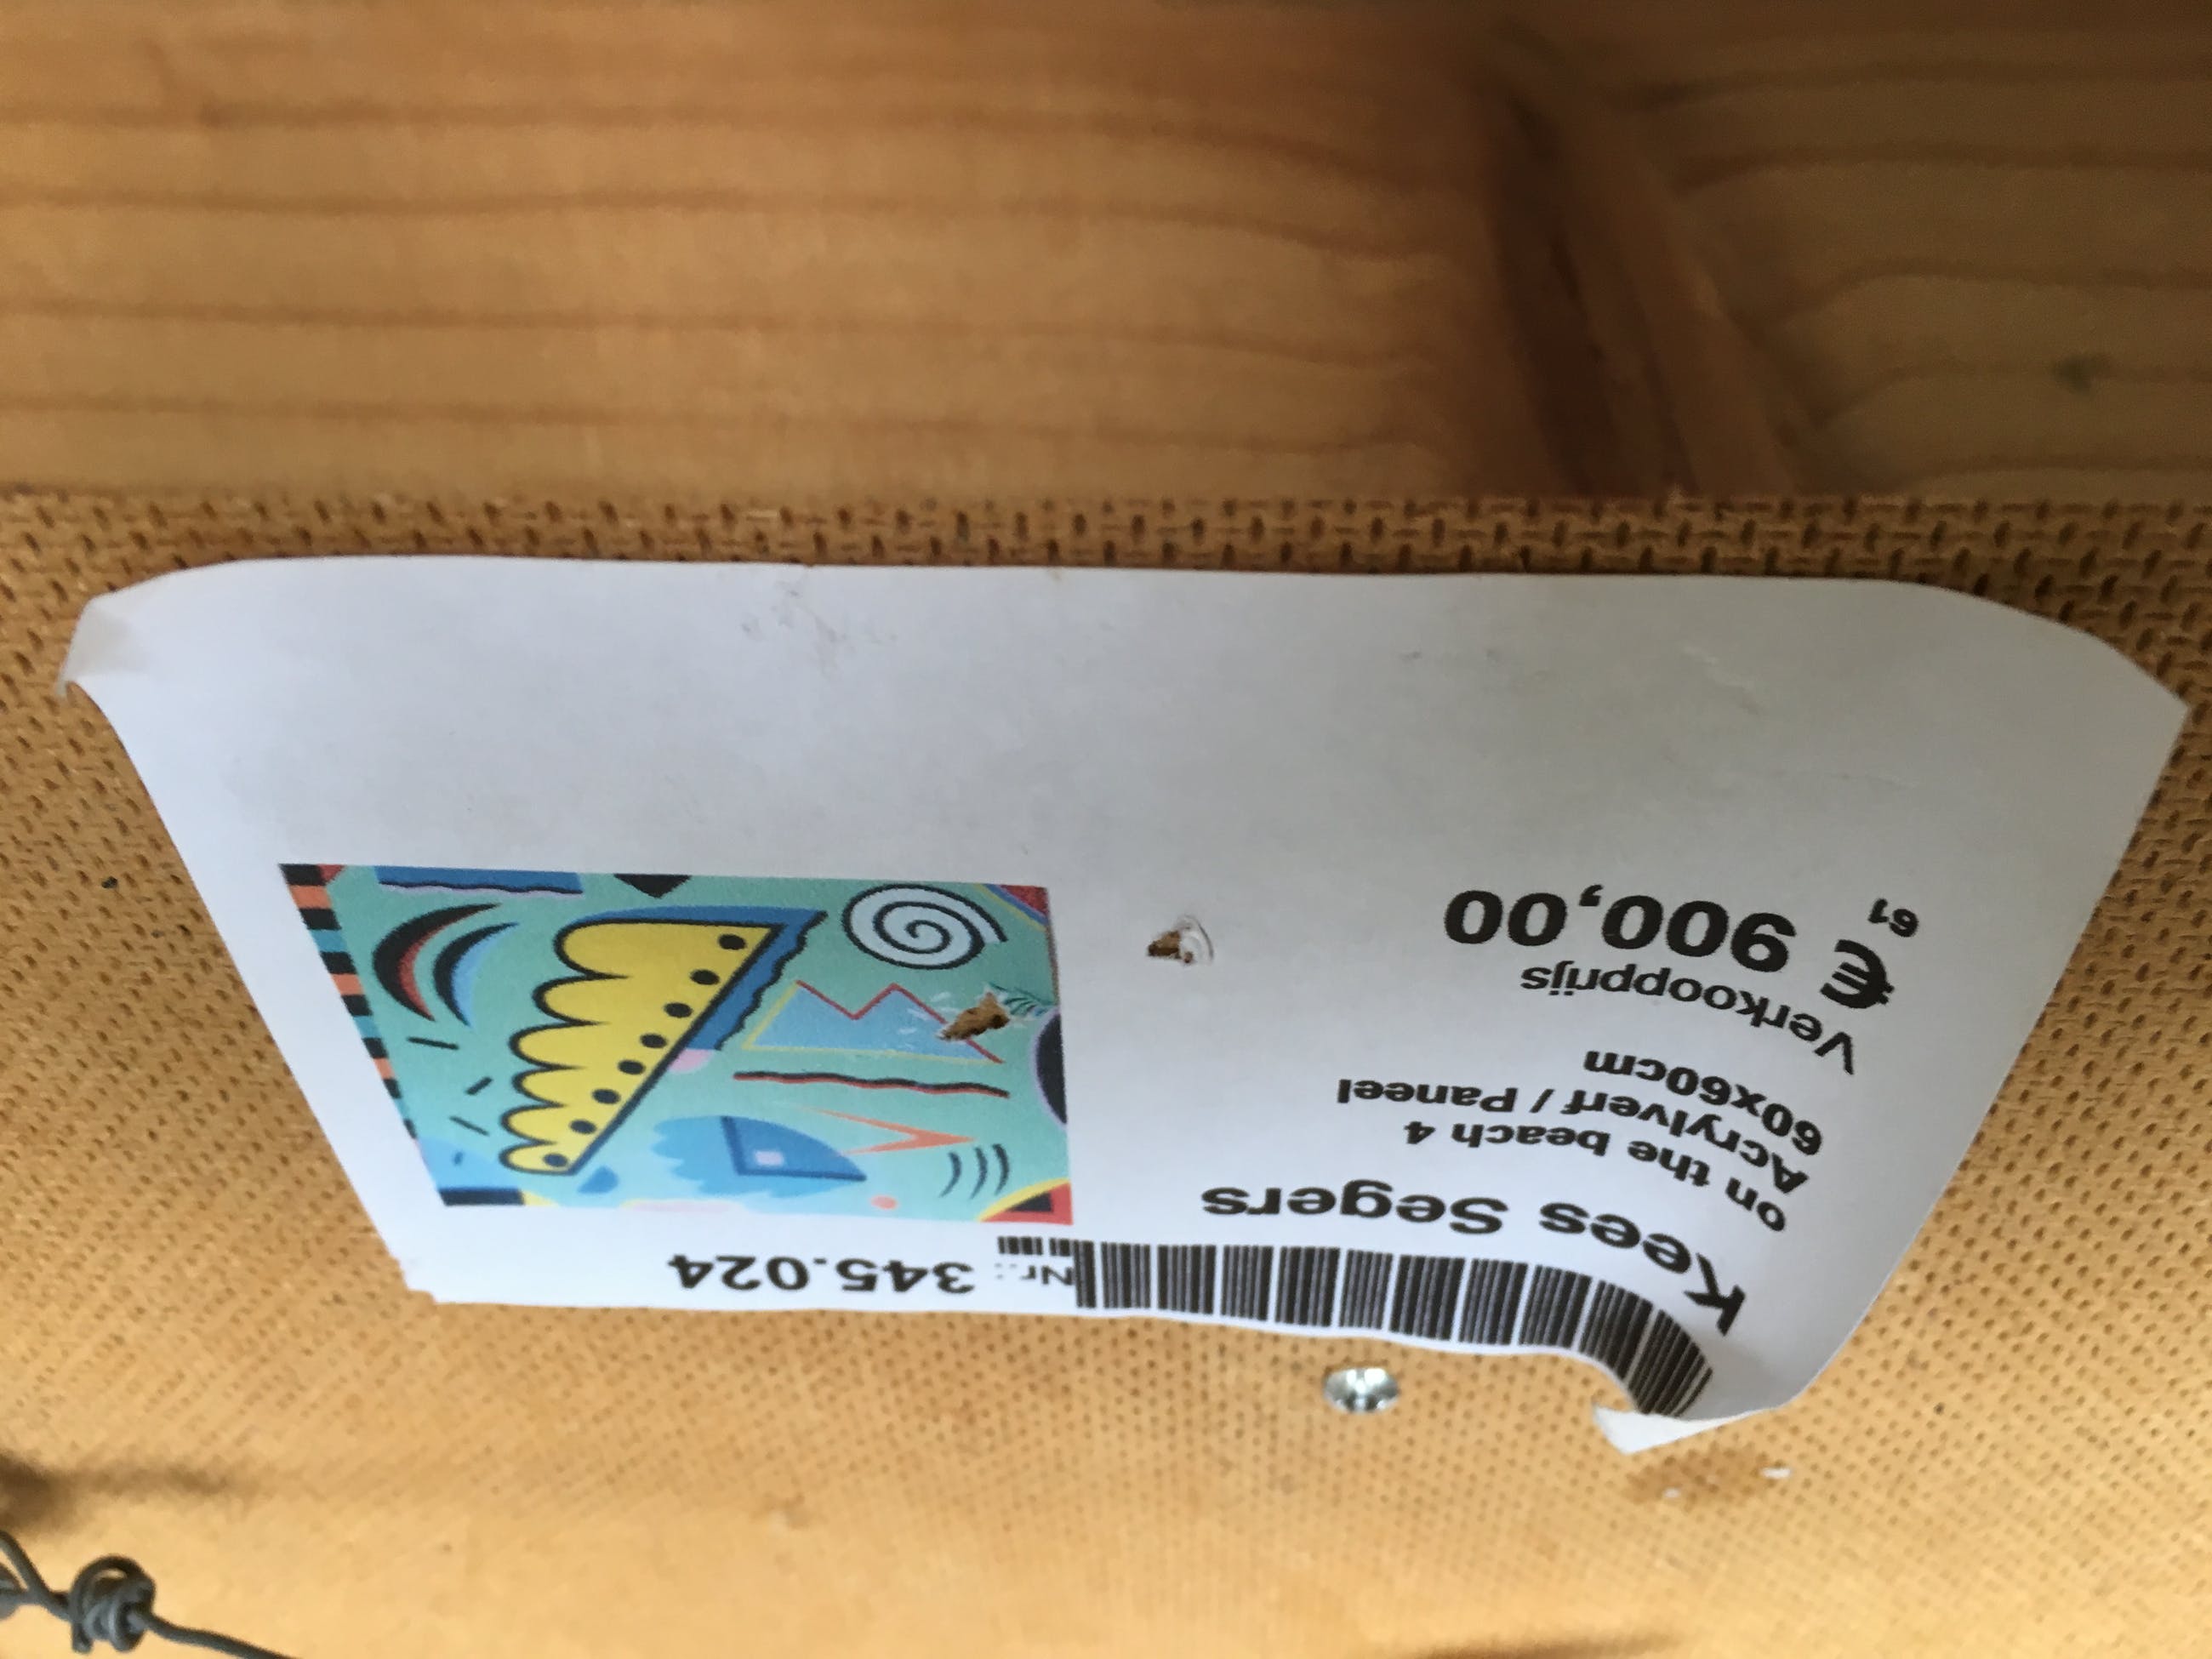 Nr.: 345.024
Kees Segers
on the beach 4
Acrylverf / Paneel
60x60cm
Verkoopprijs
€ 900,00
61